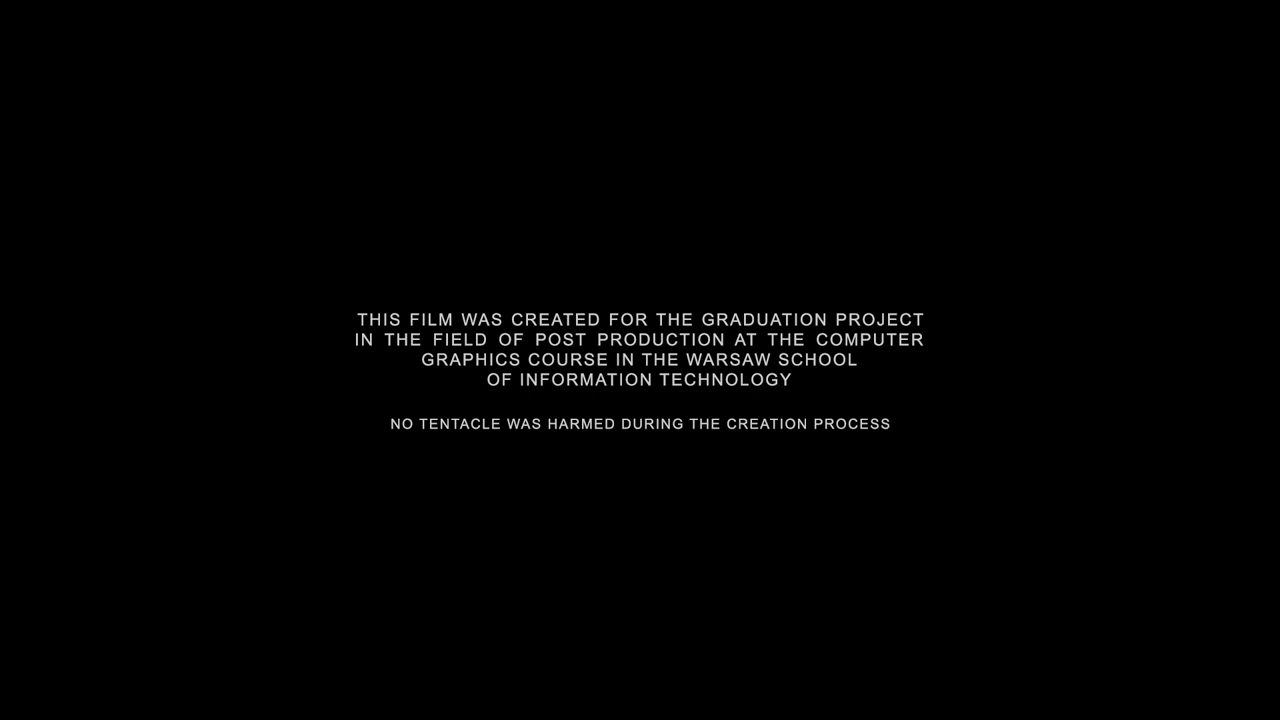 THIS FILM WAS CREATED FOR THE GRADUATION PROJECT
IN THE FIELD OF POST PRODUCTION AT THE COMPUTER
GRAPHICS COURSE IN THE WARSAW SCHOOL
OF INFORMATION TECHNOLOGY
NO TENTACLE WAS HARMED DURING THE CREATION PROCESS